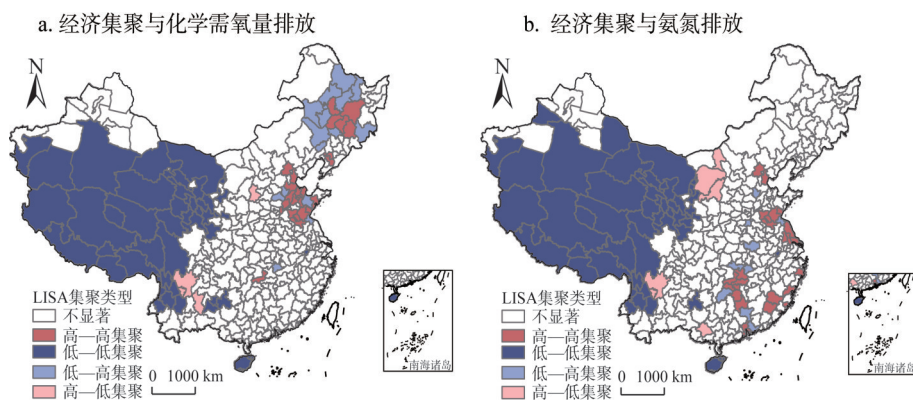 a. 经济集聚与化学需氧量排放
N
LISA集聚类型
不显著
高—高集聚
低—低集聚
低—高集聚
高—低集聚
0 1000 km
南海诸岛
b. 经济集聚与氨氮排放
N
LISA集聚类型
不显著
高—高集聚
低—低集聚
低—高集聚
高—低集聚
0 1000 km
南海诸岛